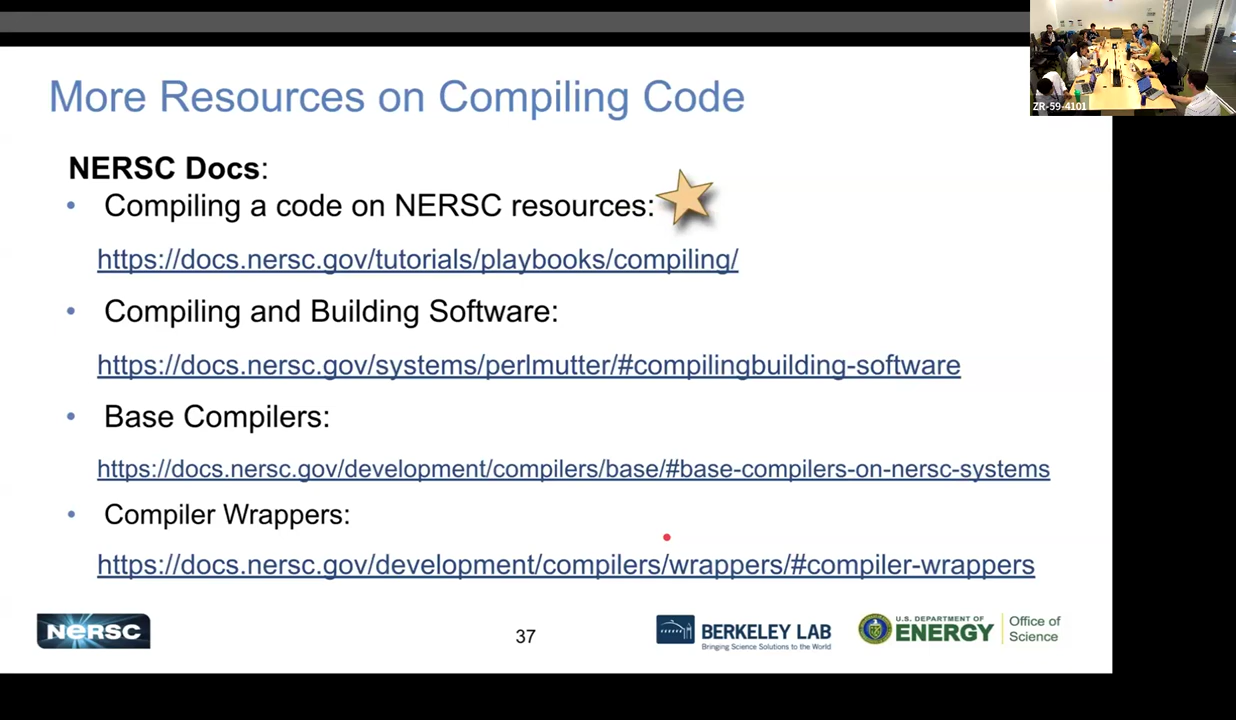 More Resources on Compiling Code
ZR-59-4101
NERSC Docs:
• Compiling a code on NERSC resources:
https://docs.nersc.gov/tutorials/playbooks/compiling/
• Compiling and Building Software:
https://docs.nersc.gov/systems/perlmutter/#compilingbuilding-software
• Base Compilers:
https://docs.nersc.gov/development/compilers/base/#base-compilers-on-nersc-systems
• Compiler Wrappers:
https://docs.nersc.gov/development/compilers/wrappers/#compiler-wrappers
NERSC
37
BERKELEY LAB
Bringing Science Solutions to the World
U.S. DEPARTMENT OF
ENERGY
Office of
Science